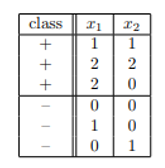 class x₁ x₂
+ 1 1
+ 2 2
+ 2 0
– 0 0
– 1 0
– 0 1